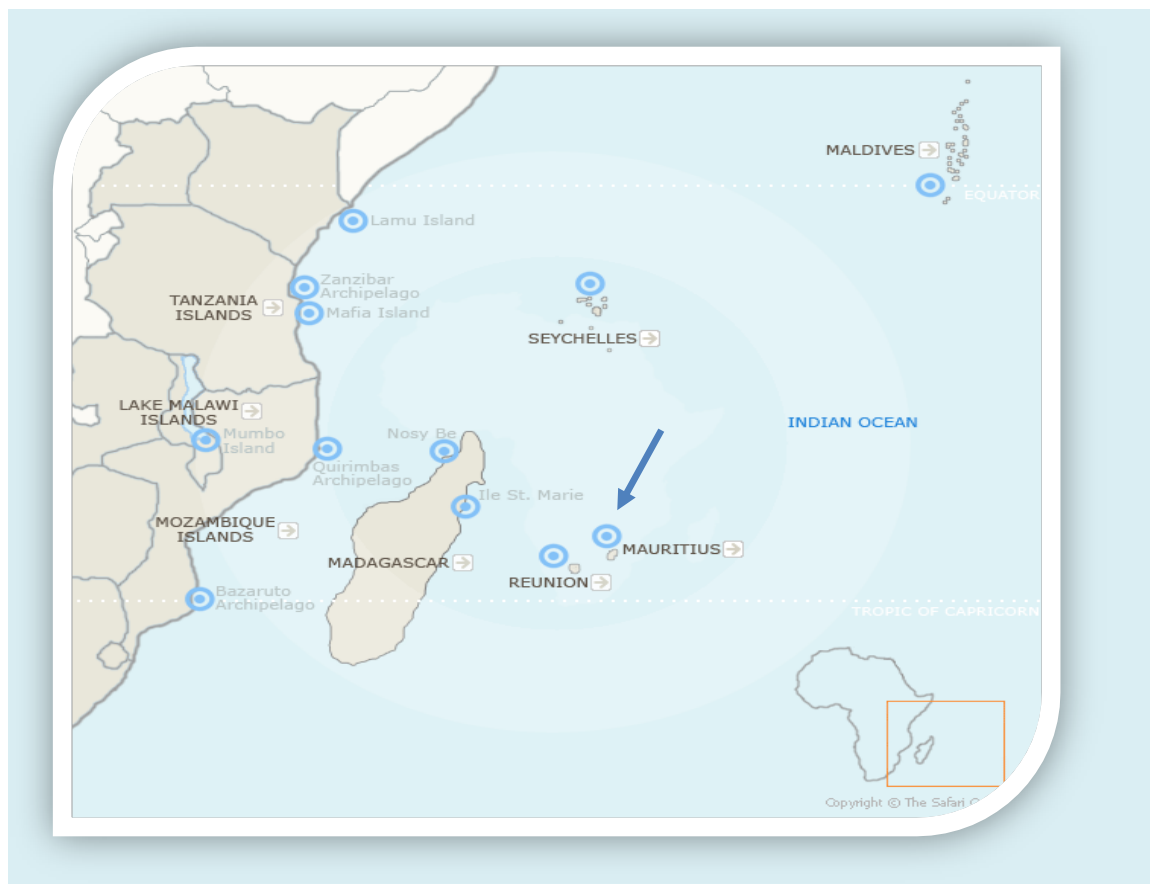 MALDIVES
EQUATOR
Lamu Island
Zanzibar
Archipelago
TANZANIA
ISLANDS
Mafia Island
SEYCHELLES
LAKE MALAWI
ISLANDS
Mumbo
Island
Nosy Be
INDIAN OCEAN
Quirimbas
Archipelago
Ile St. Marie
MOZAMBIQUE
ISLANDS
MADAGASCAR
MAURITIUS
REUNION
Bazaruto
Archipelago
TROPIC OF CAPRICORN
Copyright © The Safari